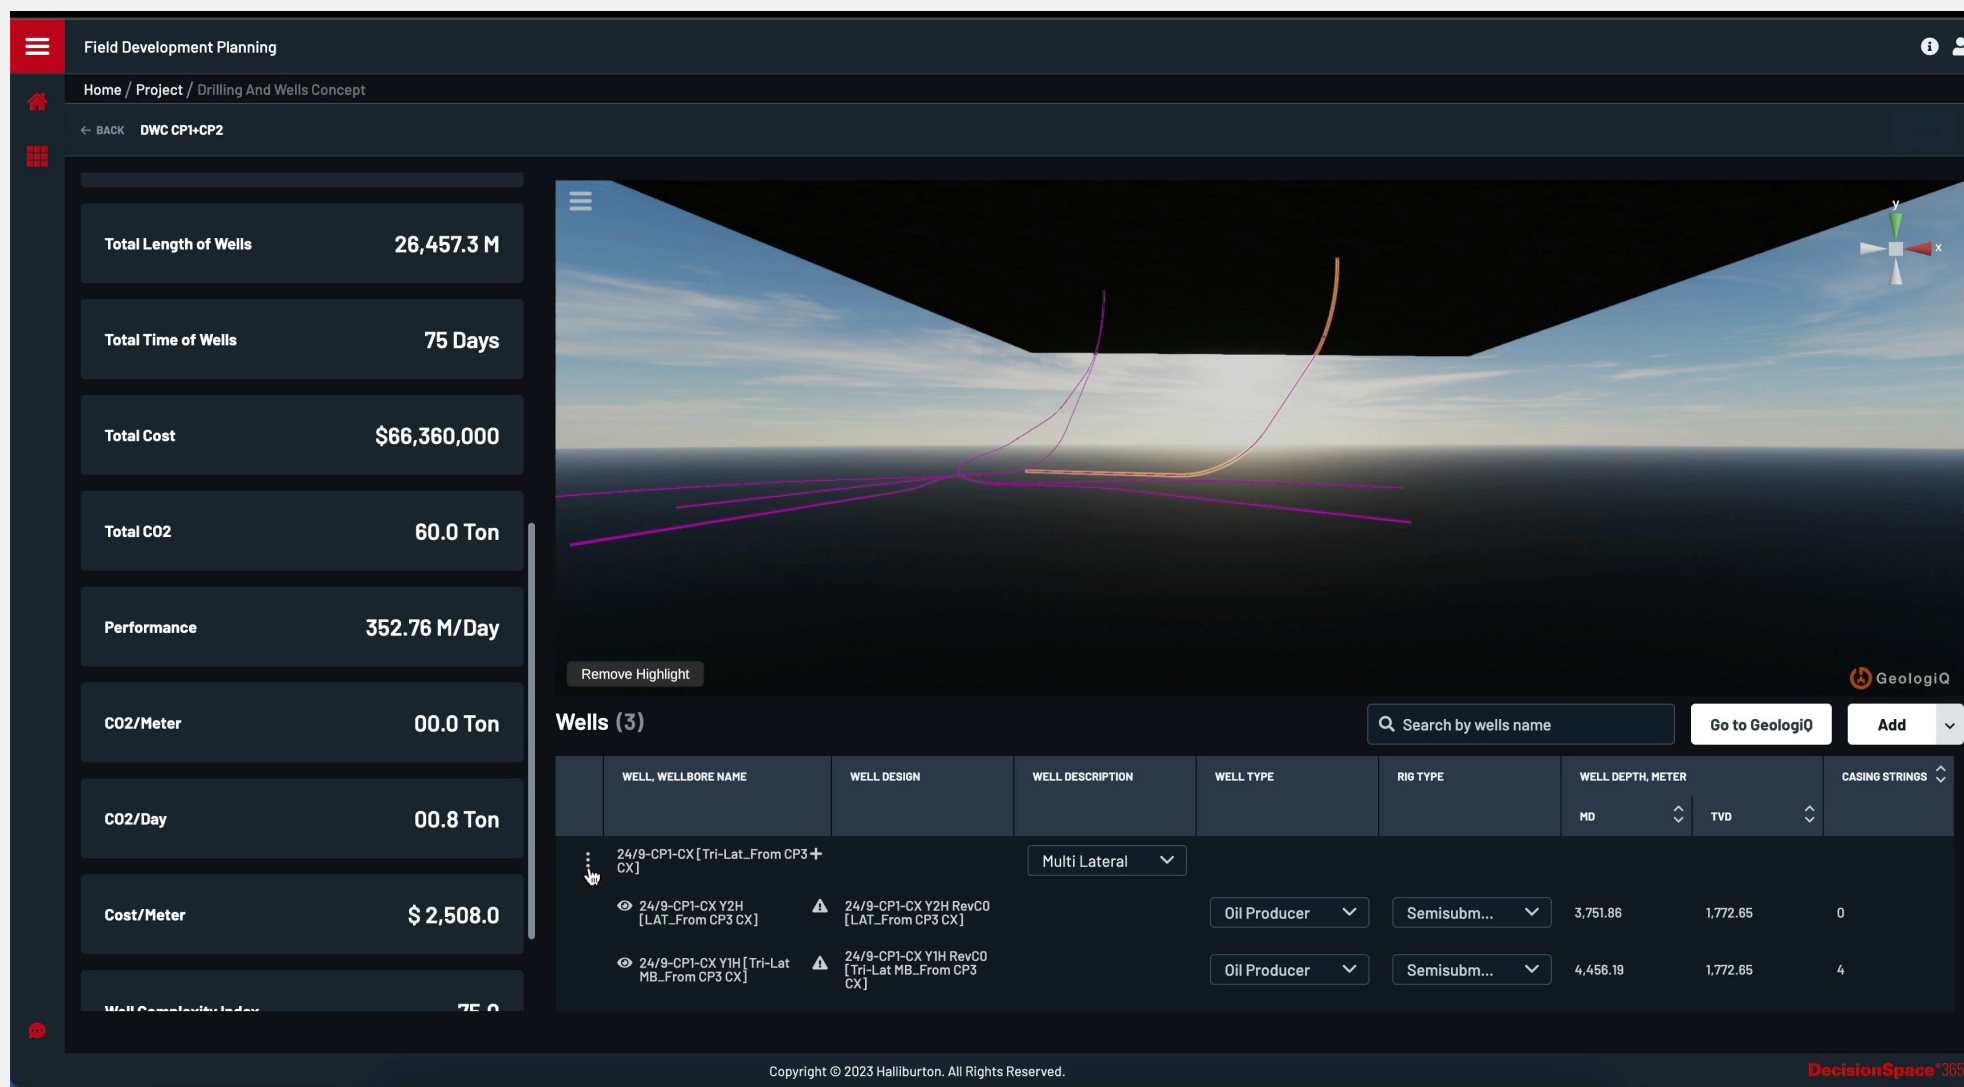 Field Development Planning
Home / Project / Drilling And Wells Concept
← BACK DWC CP1+CP2
Total Length of Wells 26,457.3 M
Total Time of Wells 75 Days
Total Cost $66,360,000
Total CO2 60.0 Ton
Performance 352.76 M/Day
CO2/Meter 00.0 Ton
CO2/Day 00.8 Ton
Cost/Meter $ 2,508.0
Well Complexity Index 75.0
y
x
Remove Highlight
GeologiQ
Wells (3)
Search by wells name
Go to GeologiQ
Add
WELL, WELLBORE NAME WELL DESIGN WELL DESCRIPTION WELL TYPE RIG TYPE WELL DEPTH, METER CASING STRINGS
MD TVD
24/9-CP1-CX [Tri-Lat_From CP3 +
CX]
Multi Lateral
24/9-CP1-CX Y2H
[LAT_From CP3 CX]
24/9-CP1-CX Y2H RevC0
[LAT_From CP3 CX]
Oil Producer Semisubm... 3,751.86 1,772.65 0
24/9-CP1-CX Y1H [Tri-Lat
MB_From CP3 CX]
24/9-CP1-CX Y1H RevC0
[Tri-Lat MB_From CP3
CX]
Oil Producer Semisubm... 4,456.19 1,772.65 4
Copyright © 2023 Halliburton. All Rights Reserved.
DecisionSpace®365